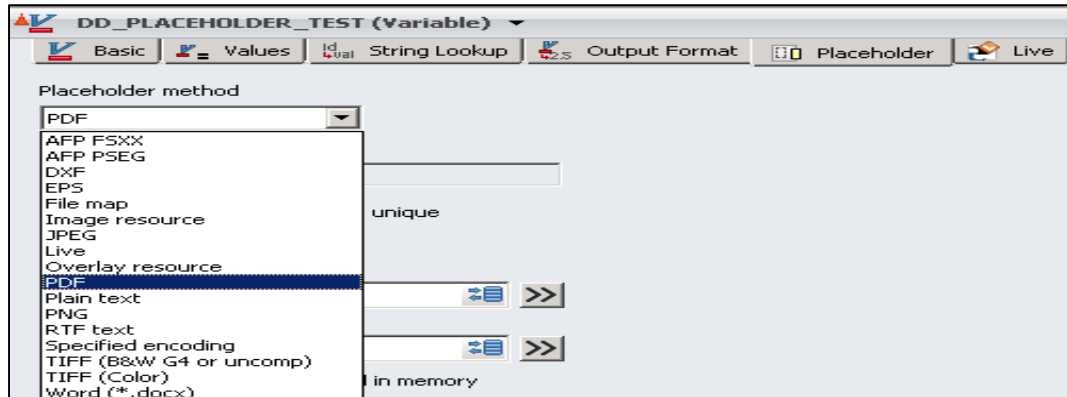 DD_PLACEHOLDER_TEST (Variable)
Basic Values String Lookup Output Format Placeholder Live
Placeholder method
PDF
AFP FSXX
AFP PSEG
DXF
EPS
File map
Image resource
unique
JPEG
Live
Overlay resource
PDF
Plain text
PNG
RTF text
Specified encoding
TIFF (B&W G4 or uncomp)
TIFF (Color)
in memory
Word (*.docx)